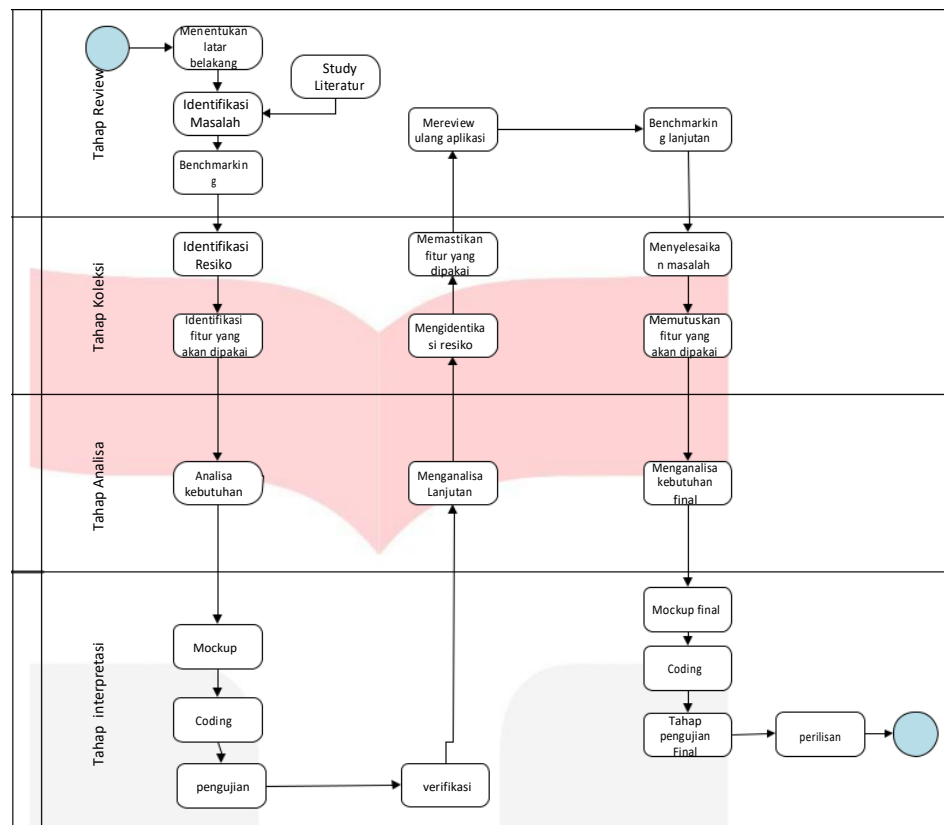 Tahap Review
Menentukan
latar
belakang
Study
Literatur
Identifikasi
Masalah
Benchmarkin
g
Mereview
ulang aplikasi
Benchmarkin
g lanjutan
Tahap Koleksi
Identifikasi
Resiko
Identifikasi
fitur yang
akan dipakai
Memastikan
fitur yang
dipakai
Mengidentika
si resiko
Menyelesaika
n masalah
Memutuskan
fitur yang
akan dipakai
Tahap Analisa
Analisa
kebutuhan
Menganalisa
Lanjutan
Menganalisa
kebutuhan
final
Tahap interpretasi
Mockup
Coding
pengujian
verifikasi
Mockup final
Coding
Tahap
pengujian
Final
perilisan